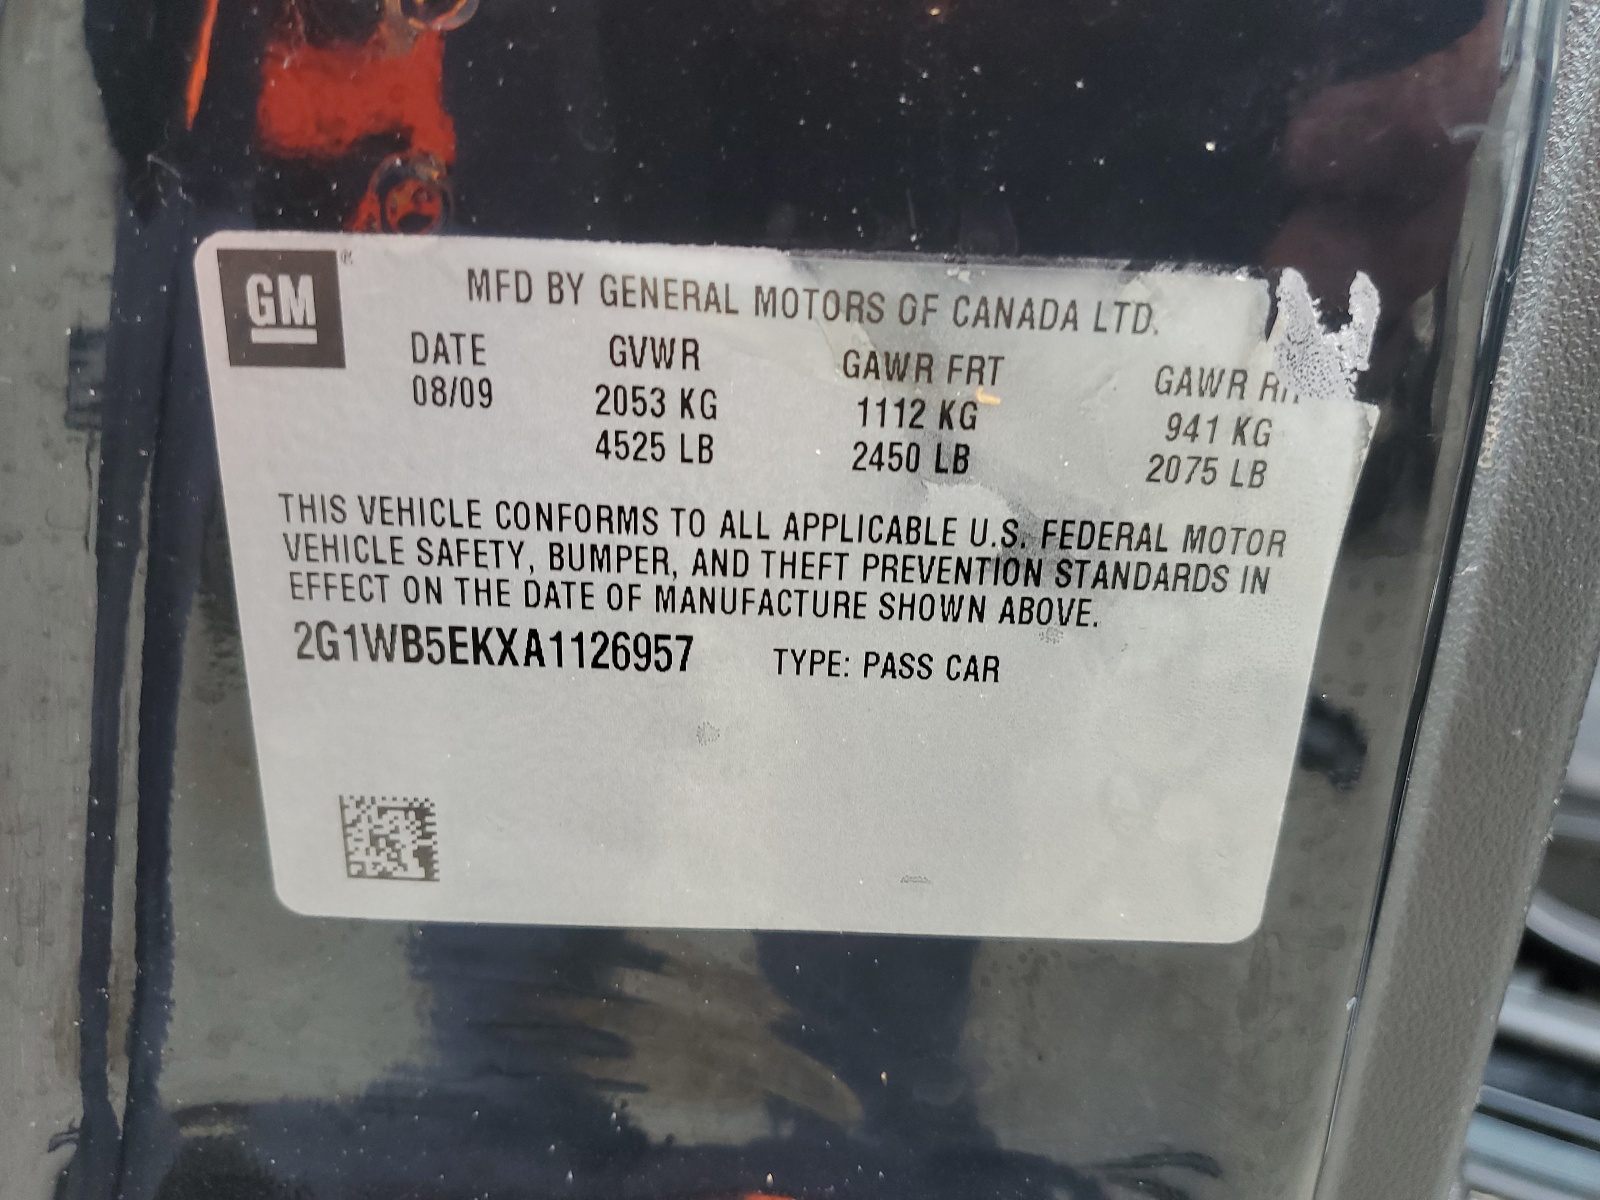 GM ®
MFD BY GENERAL MOTORS OF CANADA LTD.
DATE GVWR GAWR FRT GAWR
08/09 2053 KG 1112 KG 941 KG
4525 LB 2450 LB 2075 LB
THIS VEHICLE CONFORMS TO ALL APPLICABLE U.S. FEDERAL MOTOR
VEHICLE SAFETY, BUMPER, AND THEFT PREVENTION STANDARDS IN
EFFECT ON THE DATE OF MANUFACTURE SHOWN ABOVE.
2G1WB5EKXA1126957 TYPE: PASS CAR